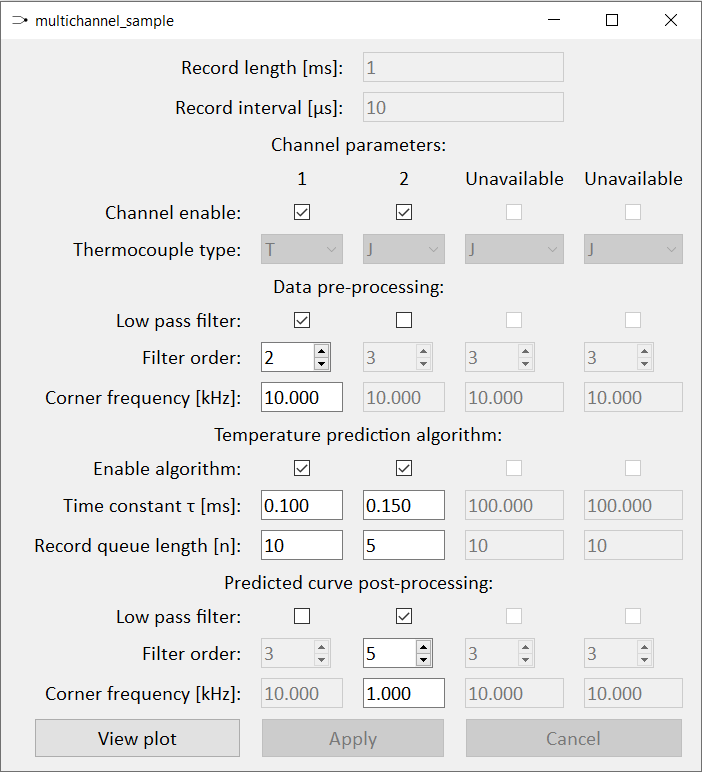 multichannel_sample
Record length [ms]: 1
Record interval [µs]: 10
Channel parameters:
1 2 Unavailable Unavailable
Channel enable:
Thermocouple type: T J J J
Data pre-processing:
Low pass filter:
Filter order: 2 3 3 3
Corner frequency [kHz]: 10.000 10.000 10.000 10.000
Temperature prediction algorithm:
Enable algorithm:
Time constant τ [ms]: 0.100 0.150 100.000 100.000
Record queue length [n]: 10 5 10 10
Predicted curve post-processing:
Low pass filter:
Filter order: 3 5 3 3
Corner frequency [kHz]: 10.000 1.000 10.000 10.000
View plot Apply Cancel